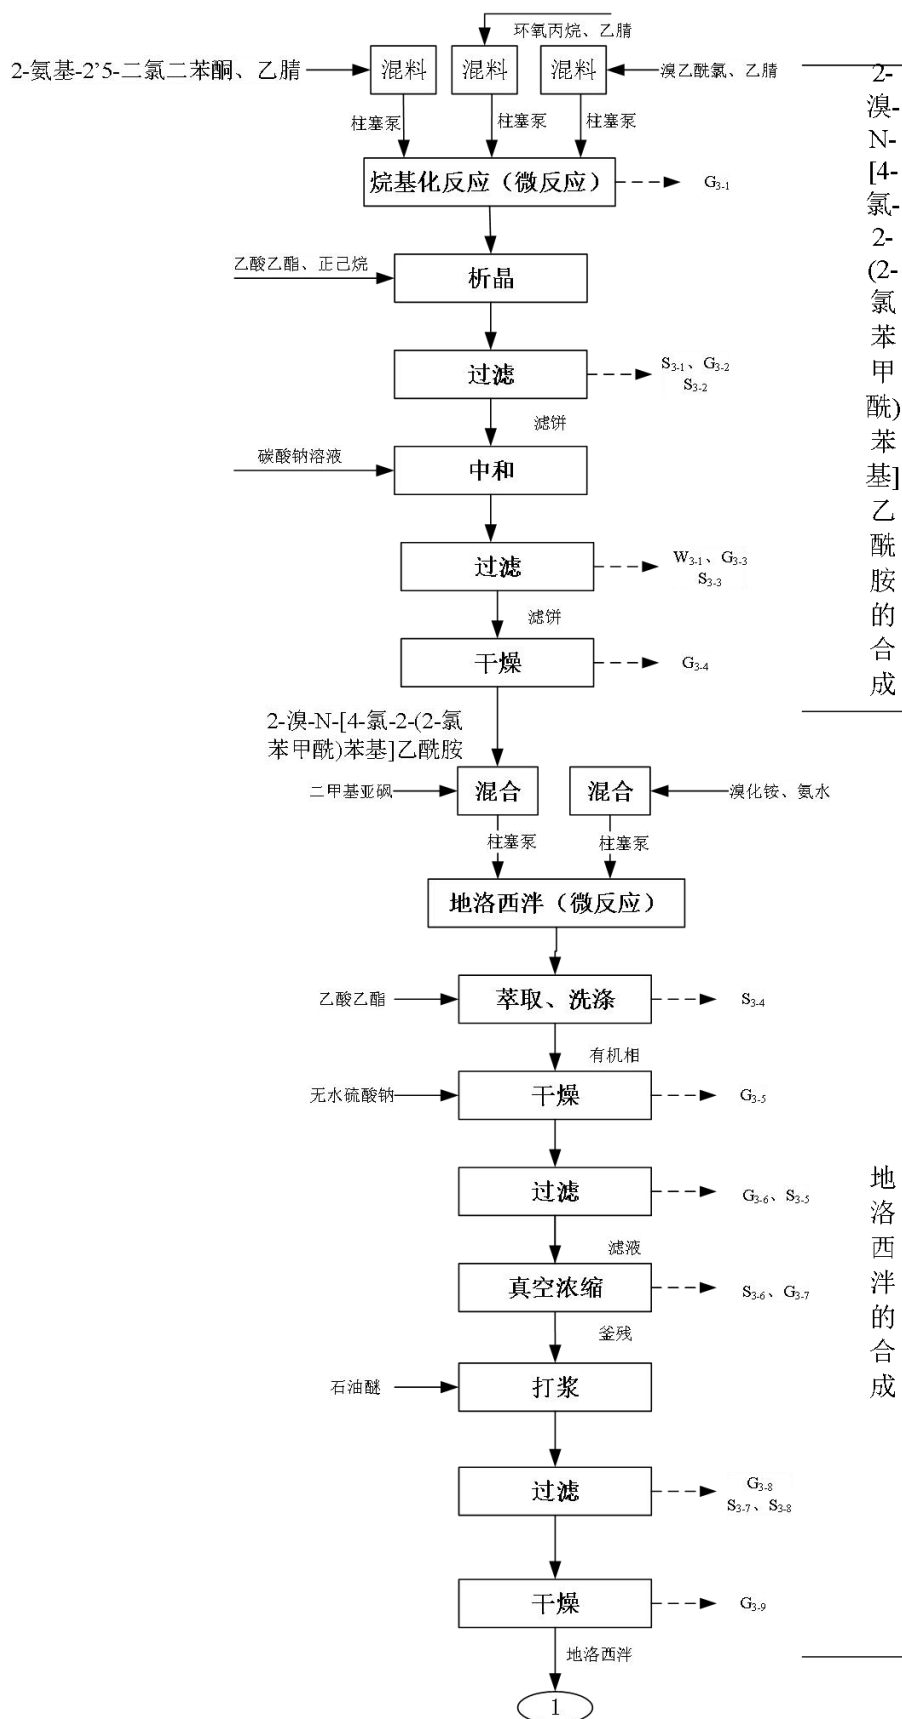 环氧丙烷、乙腈
2-氨基-2’5-二氯二苯酮、乙腈
混料
混料
混料
溴乙酰氯、乙腈
柱塞泵
柱塞泵
柱塞泵
烷基化反应（微反应）
G3-1
乙酸乙酯、正己烷
析晶
过滤
S3-1、G3-2
S3-2
滤饼
碳酸钠溶液
中和
过滤
W3-1、G3-3
S3-3
滤饼
干燥
G3-4
2-
溴-
N-
[4-
氯-
2-
(2-
氯
苯
甲
酰)
苯
基]
乙
酰
胺
的
合
成
2-溴-N-[4-氯-2-(2-氯
苯甲酰)苯基]乙酰胺
二甲基亚砜
混合
混合
溴化铵、氨水
柱塞泵
柱塞泵
地洛西泮（微反应）
乙酸乙酯
萃取、洗涤
S3-4
有机相
无水硫酸钠
干燥
G3-5
过滤
G3-6、S3-5
滤液
真空浓缩
S3-6、G3-7
釜残
石油醚
打浆
过滤
G3-8
S3-7、S3-8
干燥
G3-9
地洛西泮
1
地
洛
西
泮
的
合
成